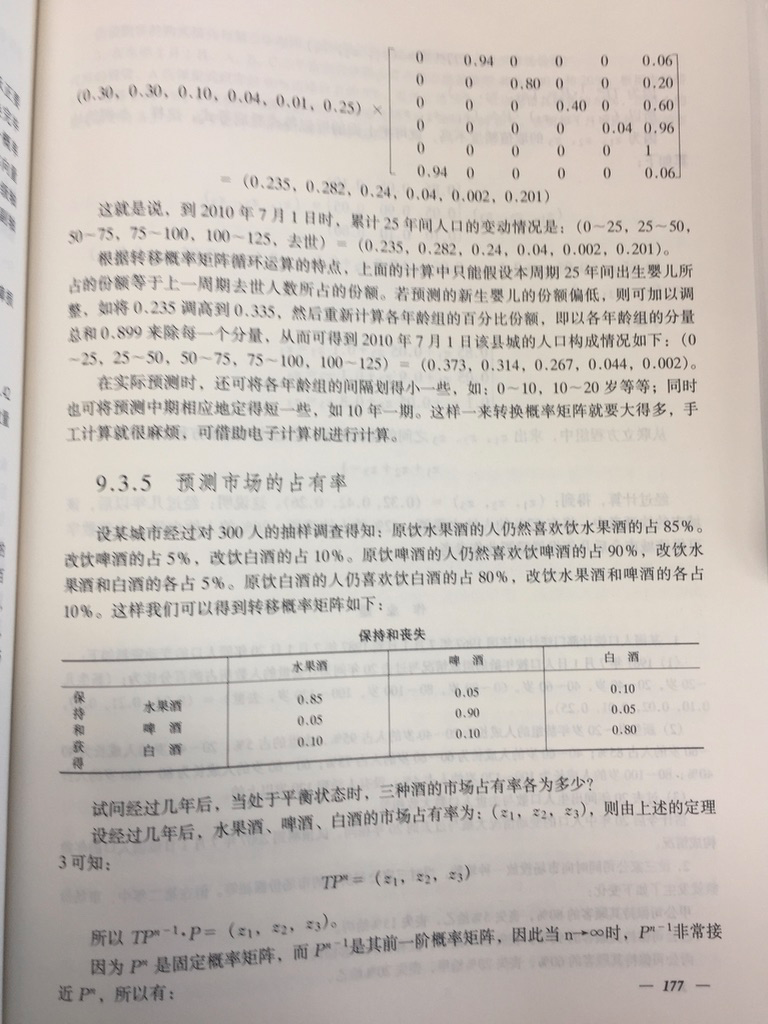 (0.30, 0.30, 0.10, 0.04, 0.01, 0.25) ×
0 0.94 0 0 0 0.06
0 0 0.80 0 0 0.20
0 0 0 0.40 0 0.60
0 0 0 0 0.04 0.96
0 0 0 0 0 1
0.94 0 0 0 0 0.06
= (0.235, 0.282, 0.24, 0.04, 0.002, 0.201)
这就是说，到 2010 年 7 月 1 日时，累计 25 年间人口的变动情况是：(0~25, 25~50,
50~75, 75~100, 100~125, 去世) = (0.235, 0.282, 0.24, 0.04, 0.002, 0.201)。
根据转移概率矩阵循环运算的特点，上面的计算中只能假设本周期 25 年间出生婴儿所
占的份额等于上一周期去世人数所占的份额。若预测的新生婴儿的份额偏低，则可加以调
整，如将 0.235 调高到 0.335，然后重新计算各年龄组的百分比份额，即以各年龄组的分量
总和 0.899 来除每一个分量，从而可得到 2010 年 7 月 1 日该县城的人口构成情况如下：(0
~25, 25~50, 50~75, 75~100, 100~125) = (0.373, 0.314, 0.267, 0.044, 0.002)。
在实际预测时，还可将各年龄组的间隔划得小一些，如：0~10，10~20 岁等等；同时
也可将预测中期相应地定得短一些，如 10 年一期。这样一来转换概率矩阵就要大得多，手
工计算就很麻烦，可借助电子计算机进行计算。
9.3.5 预测市场的占有率
设某城市经过对 300 人的抽样调查得知：原饮水果酒的人仍然喜欢饮水果酒的占 85%。
改饮啤酒的占 5%，改饮白酒的占 10%。原饮啤酒的人仍然喜欢饮啤酒的占 90%，改饮水
果酒和白酒的各占 5%。原饮白酒的人仍喜欢饮白酒的占 80%，改饮水果酒和啤酒的各占
10%。这样我们可以得到转移概率矩阵如下：
保持和丧失
水果酒 啤 酒 白 酒
保持和获得
水果酒 0.85 0.05 0.10
啤 酒 0.05 0.90 0.05
白 酒 0.10 0.10 0.80
试问经过几年后，当处于平衡状态时，三种酒的市场占有率各为多少？
设经过几年后，水果酒、啤酒、白酒的市场占有率为：(z₁, z₂, z₃)，则由上述的定理
3 可知：
TPⁿ = (z₁, z₂, z₃)
所以 TPⁿ⁻¹·P = (z₁, z₂, z₃)。
因为 Pⁿ 是固定概率矩阵，而 Pⁿ⁻¹是其前一阶概率矩阵，因此当 n→∞时，Pⁿ⁻¹非常接
近 Pⁿ，所以有：
— 177 —